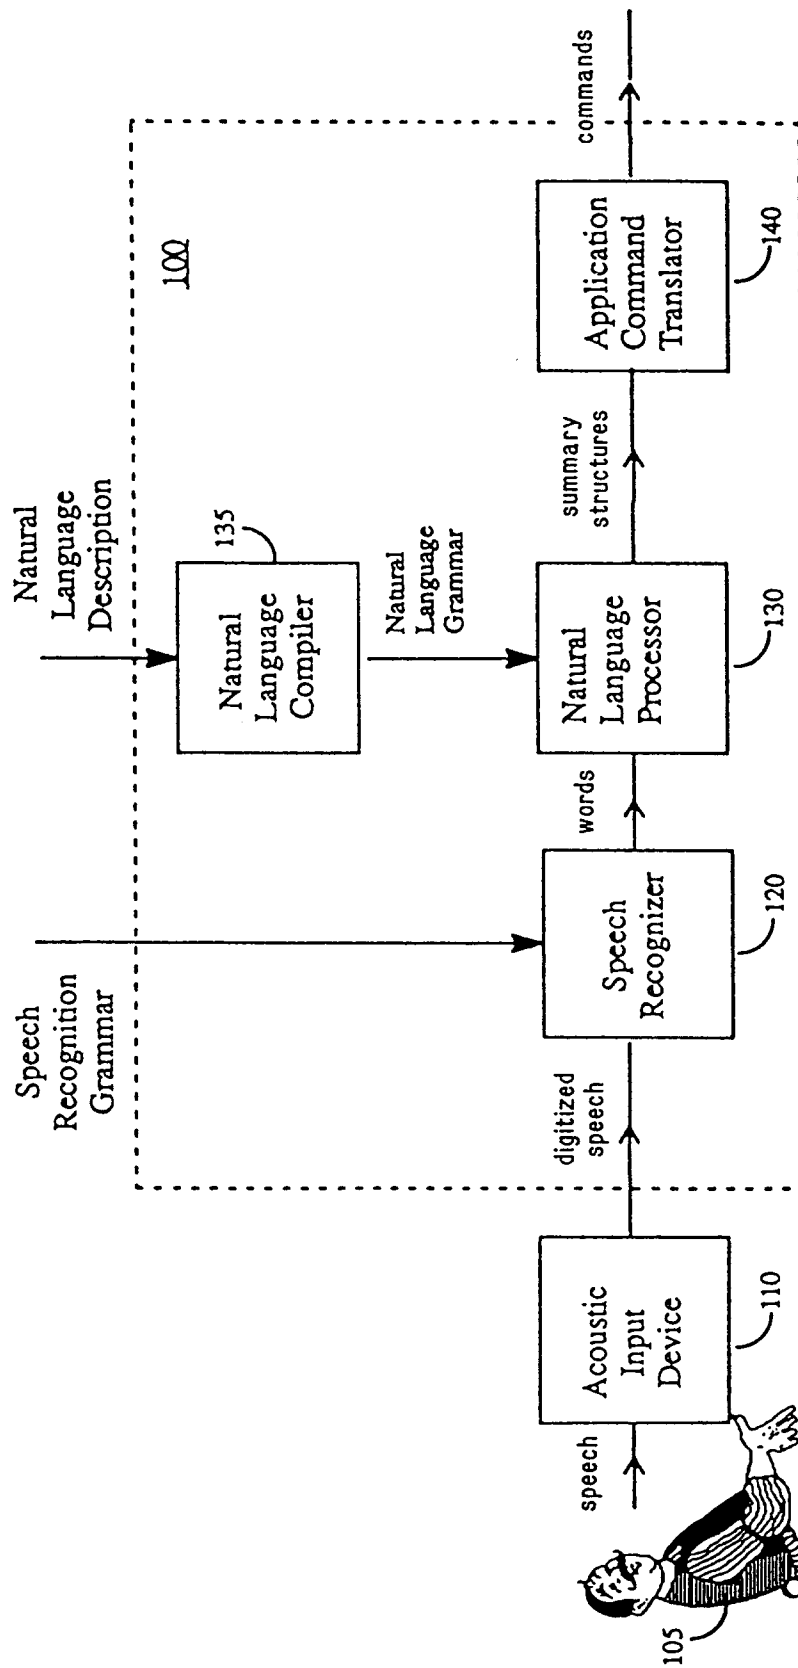 Speech
Recognition
Grammar
Natural
Language
Description
100
Natural
Language
Compiler
135
Natural
Language
Grammar
speech
Acoustic
Input
Device
110
digitized
speech
Speech
Recognizer
120
words
Natural
Language
Processor
130
summary
structures
Application
Command
Translator
140
commands
105